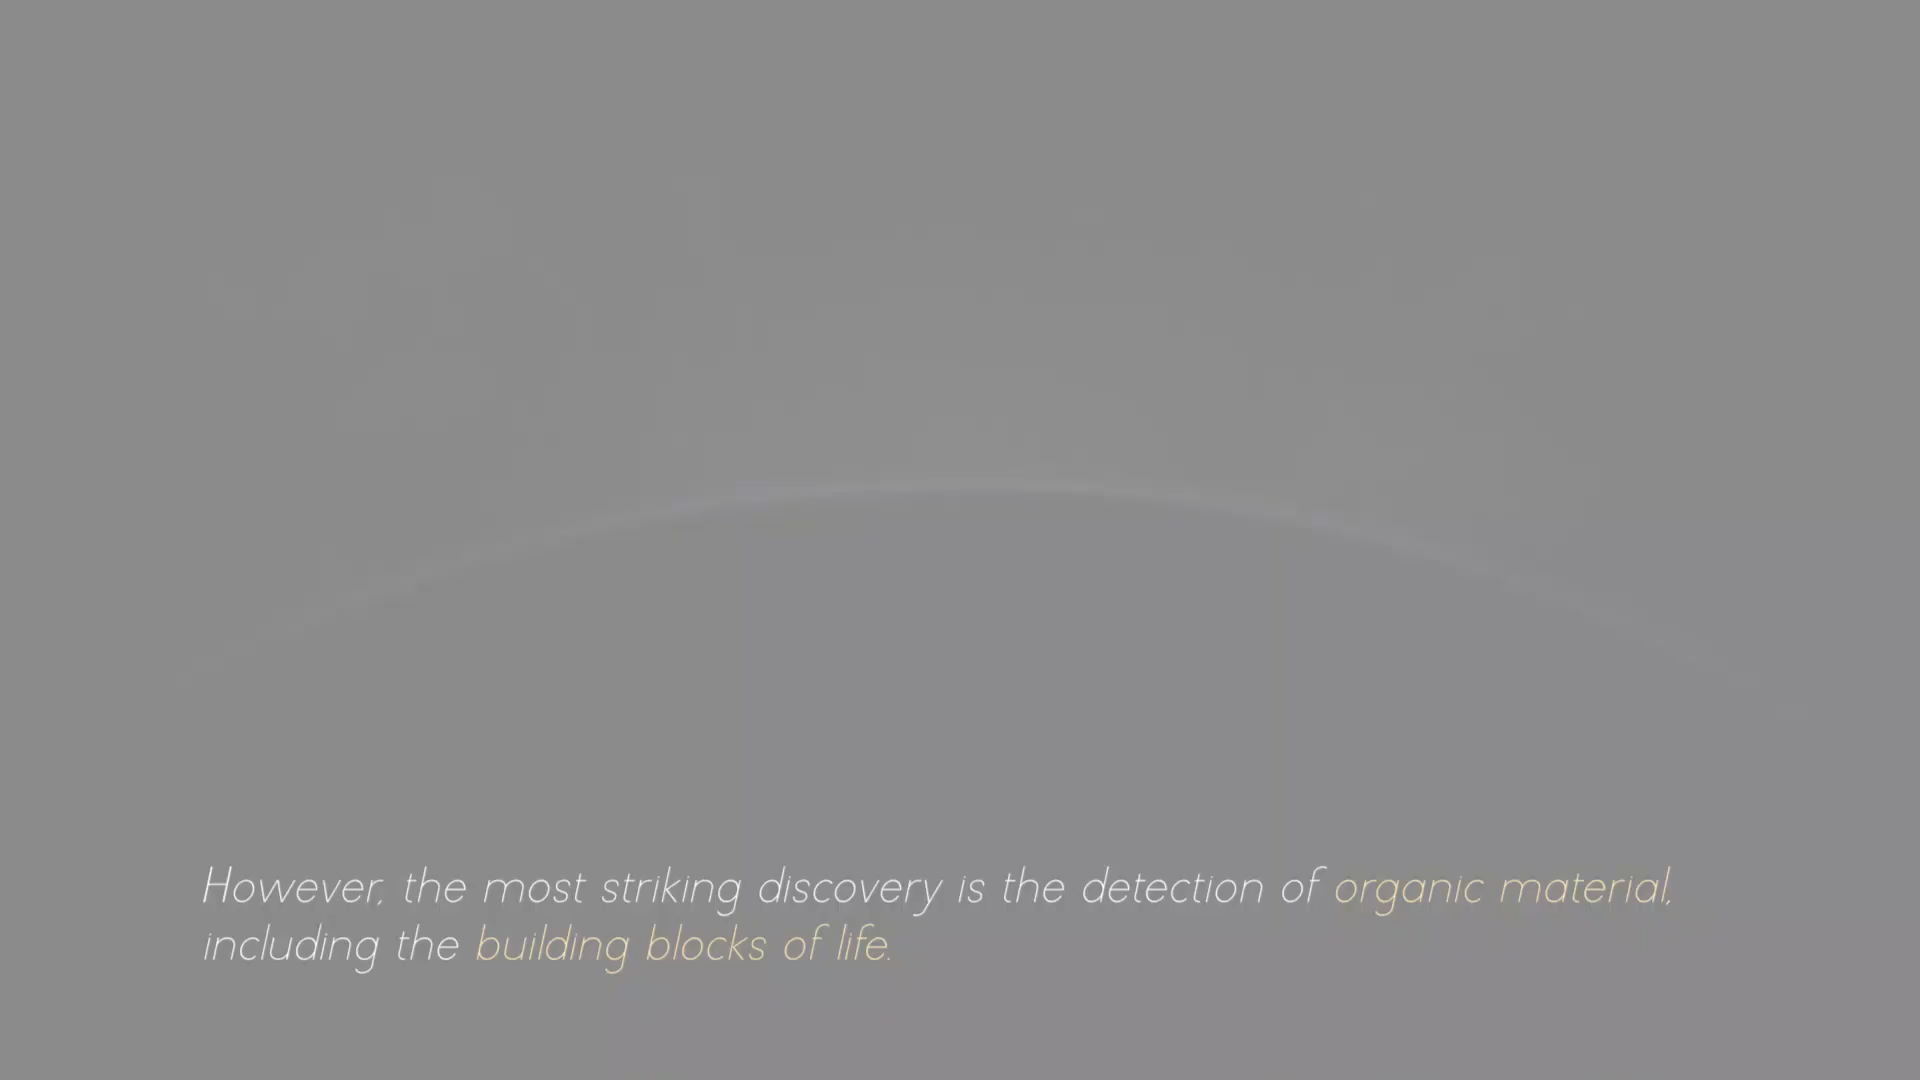 However, the most striking discovery is the detection of organic material,
including the building blocks of life.